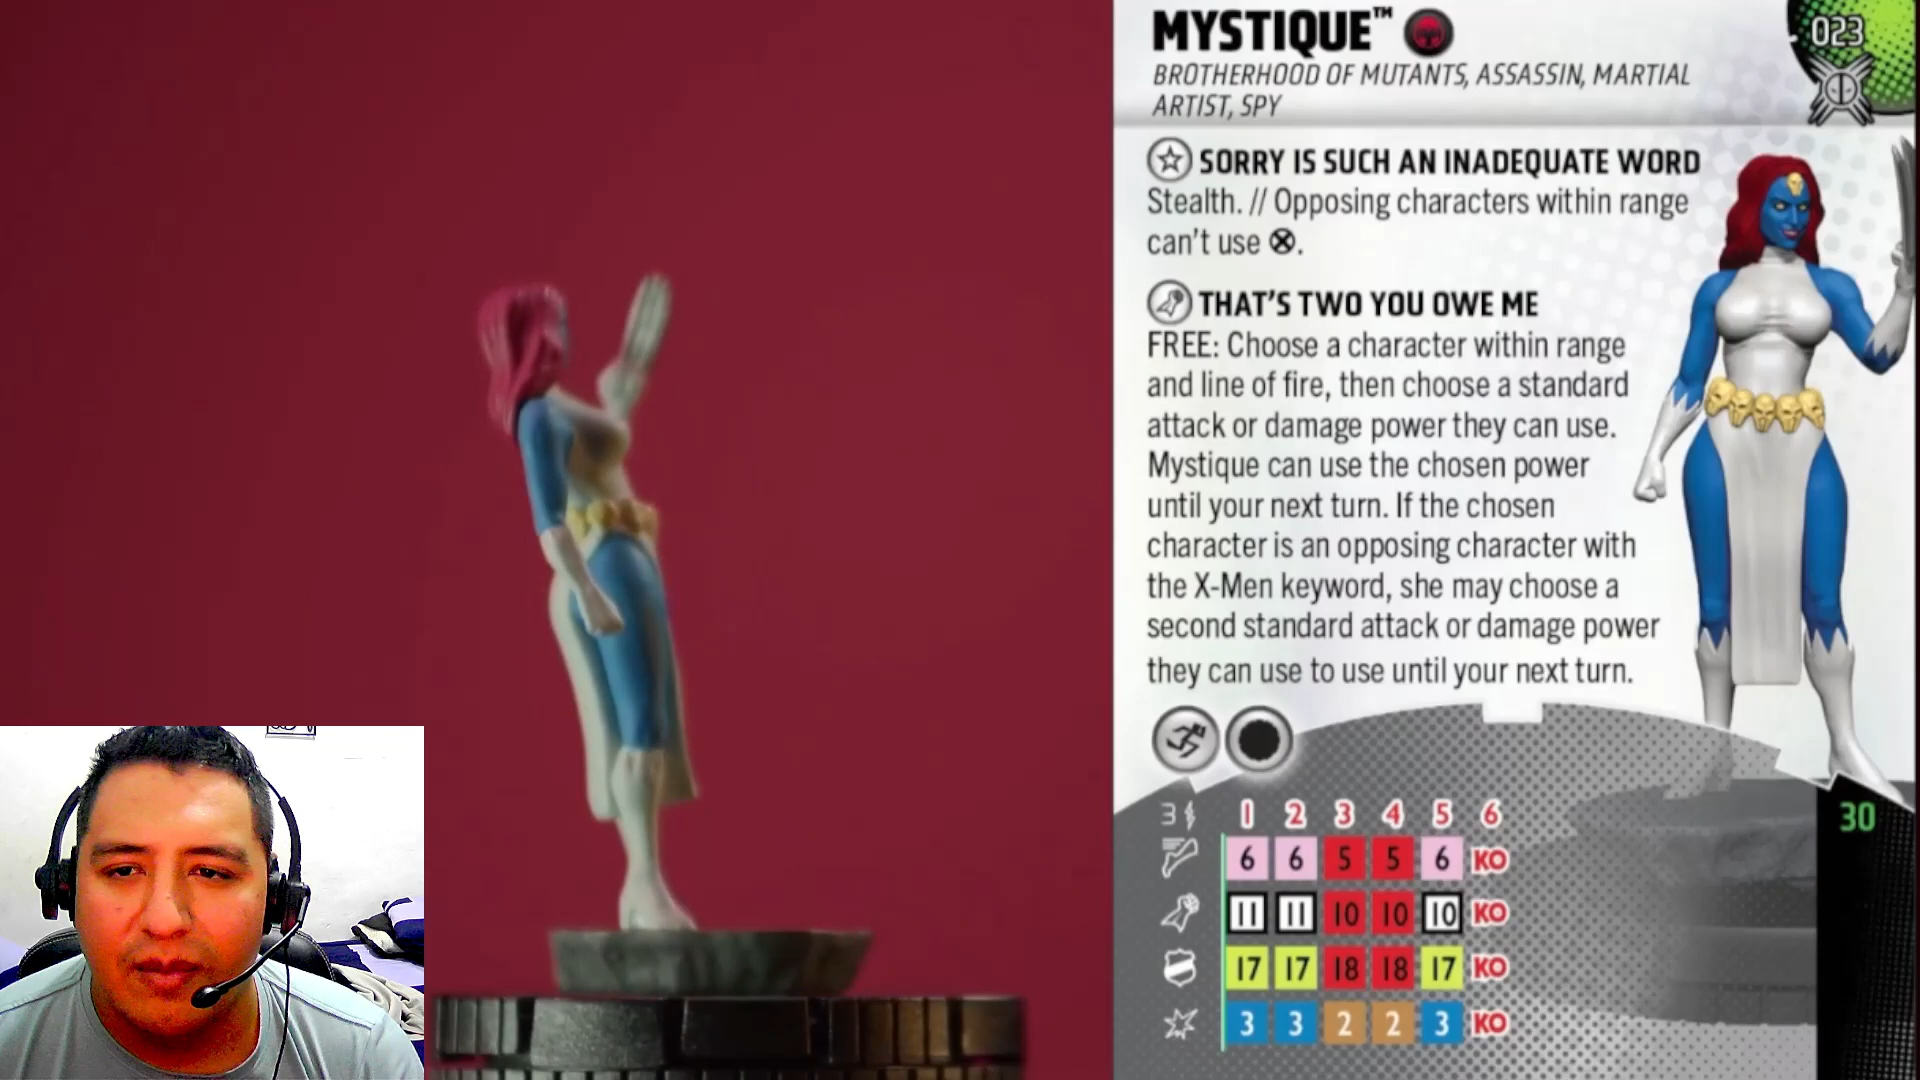 MYSTIQUE™
023
BROTHERHOOD OF MUTANTS, ASSASSIN, MARTIAL
ARTIST, SPY
SORRY IS SUCH AN INADEQUATE WORD
Stealth. // Opposing characters within range
can't use ⊗.
THAT'S TWO YOU OWE ME
FREE: Choose a character within range
and line of fire, then choose a standard
attack or damage power they can use.
Mystique can use the chosen power
until your next turn. If the chosen
character is an opposing character with
the X-Men keyword, she may choose a
second standard attack or damage power
they can use to use until your next turn.
3 1 2 3 4 5 6 30
6 6 5 5 6 KO
11 11 10 10 10 KO
17 17 18 18 17 KO
3 3 2 2 3 KO